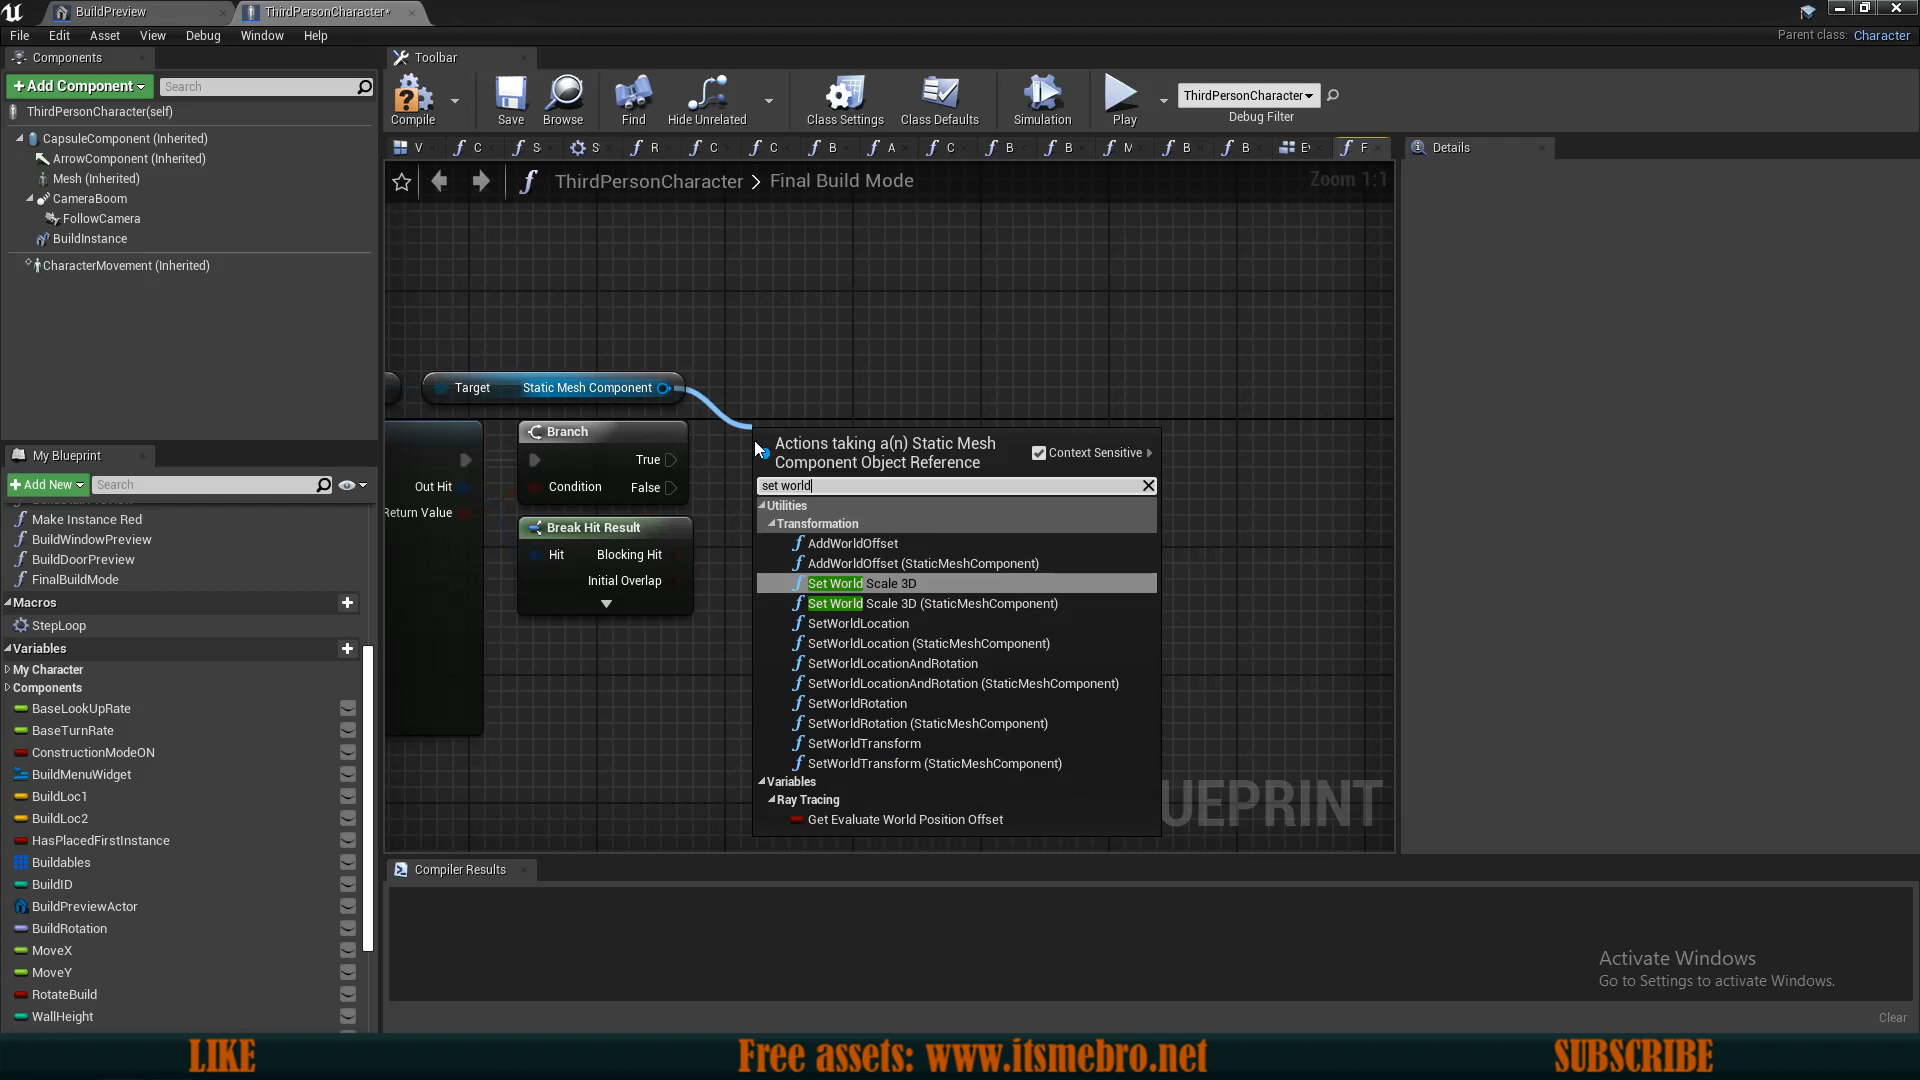 BuildPreview
ThirdPersonCharacter*
File Edit Asset View Debug Window Help
Parent class: Character
Components
Toolbar
+ Add Component
Search
ThirdPersonCharacter(self)
CapsuleComponent (Inherited)
ArrowComponent (Inherited)
Mesh (Inherited)
CameraBoom
FollowCamera
BuildInstance
CharacterMovement (Inherited)
Compile Save Browse Find Hide Unrelated Class Settings Class Defaults Simulation Play
ThirdPersonCharacter
Debug Filter
V C S S R C C B A C B B M B B E F
Details
ThirdPersonCharacter > Final Build Mode
Zoom 1:1
Target Static Mesh Component
Branch
True
Condition False
Out Hit
Return Value
Break Hit Result
Hit Blocking Hit
Initial Overlap
Actions taking a(n) Static Mesh
Component Object Reference
Context Sensitive
set world
Utilities
Transformation
AddWorldOffset
AddWorldOffset (StaticMeshComponent)
Set World Scale 3D
Set World Scale 3D (StaticMeshComponent)
SetWorldLocation
SetWorldLocation (StaticMeshComponent)
SetWorldLocationAndRotation
SetWorldLocationAndRotation (StaticMeshComponent)
SetWorldRotation
SetWorldRotation (StaticMeshComponent)
SetWorldTransform
SetWorldTransform (StaticMeshComponent)
Variables
Ray Tracing
Get Evaluate World Position Offset
UEPRINT
My Blueprint
+ Add New
Search
Make Instance Red
BuildWindowPreview
BuildDoorPreview
FinalBuildMode
Macros
StepLoop
Variables
My Character
Components
BaseLookUpRate
BaseTurnRate
ConstructionModeON
BuildMenuWidget
BuildLoc1
BuildLoc2
HasPlacedFirstInstance
Buildables
BuildID
BuildPreviewActor
BuildRotation
MoveX
MoveY
RotateBuild
WallHeight
Compiler Results
Activate Windows
Go to Settings to activate Windows.
Clear
LIKE
Free assets: www.itsmebro.net
SUBSCRIBE